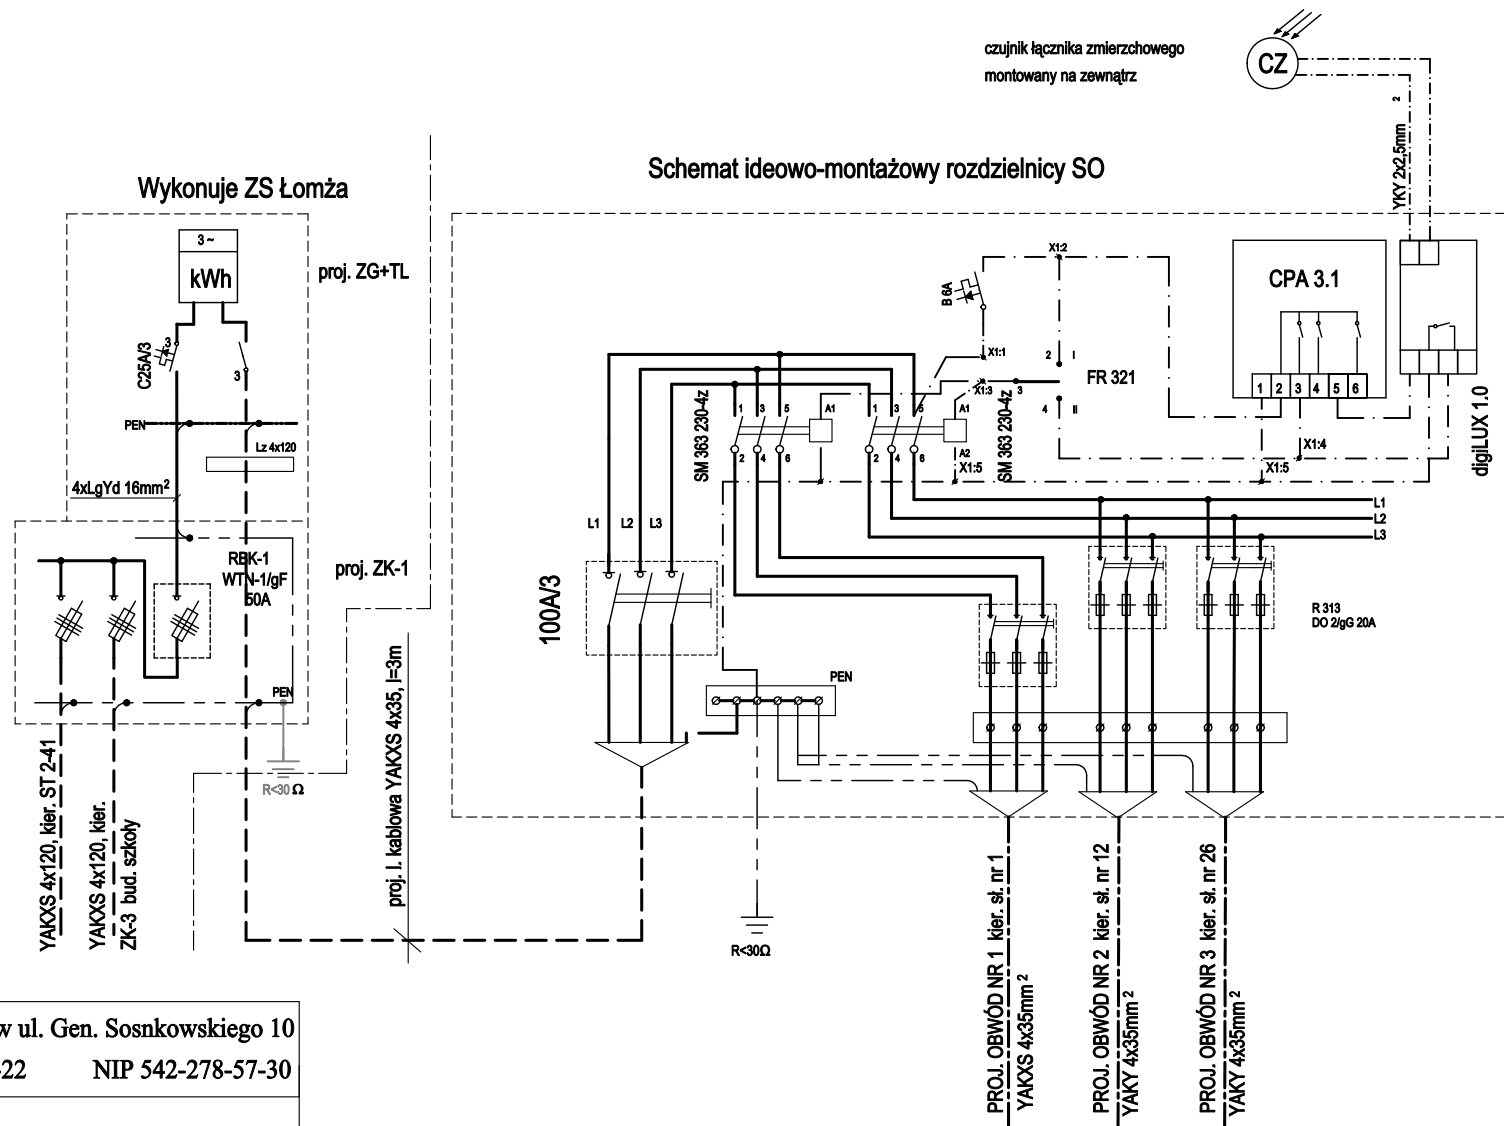 czujnik łącznika zmierzchowego
montowany na zewnątrz
CZ
YKY 2x2,5mm 2
Schemat ideowo-montażowy rozdzielnicy SO
Wykonuje ZS Łomża
3 ~
kWh
proj. ZG+TL
C25A/3
3
3
PEN
Lz 4x120
4xLgYd 16mm2
RBK-1
WTN-1/gF
50A
proj. ZK-1
PEN
R<30 Ω
YAKXS 4x120, kier. ST 2-41
YAKXS 4x120, kier.
ZK-3 bud. szkoły
proj. l. kablowa YAKXS 4x35, l=3m
B 6A
X1:2
X1:1
X1:3
3
2
I
4
II
FR 321
CPA 3.1
1 2 3 4 5 6
digiLUX 1.0
X1:4
X1:5
SM 363 230-4z
1 3 5
A1
2 4 6
SM 363 230-4z
1 3 5
A1
2 4 6
A2
X1:5
L1
L2
L3
L1 L2 L3
100A/3
R 313
DO 2/gG 20A
PEN
R<30Ω
PROJ. OBWÓD NR 1 kier. sł. nr 1
YAKXS 4x35mm 2
PROJ. OBWÓD NR 2 kier. sł. nr 12
YAKY 4x35mm 2
PROJ. OBWÓD NR 3 kier. sł. nr 26
YAKY 4x35mm 2
w ul. Gen. Sosnkowskiego 10
-22 NIP 542-278-57-30